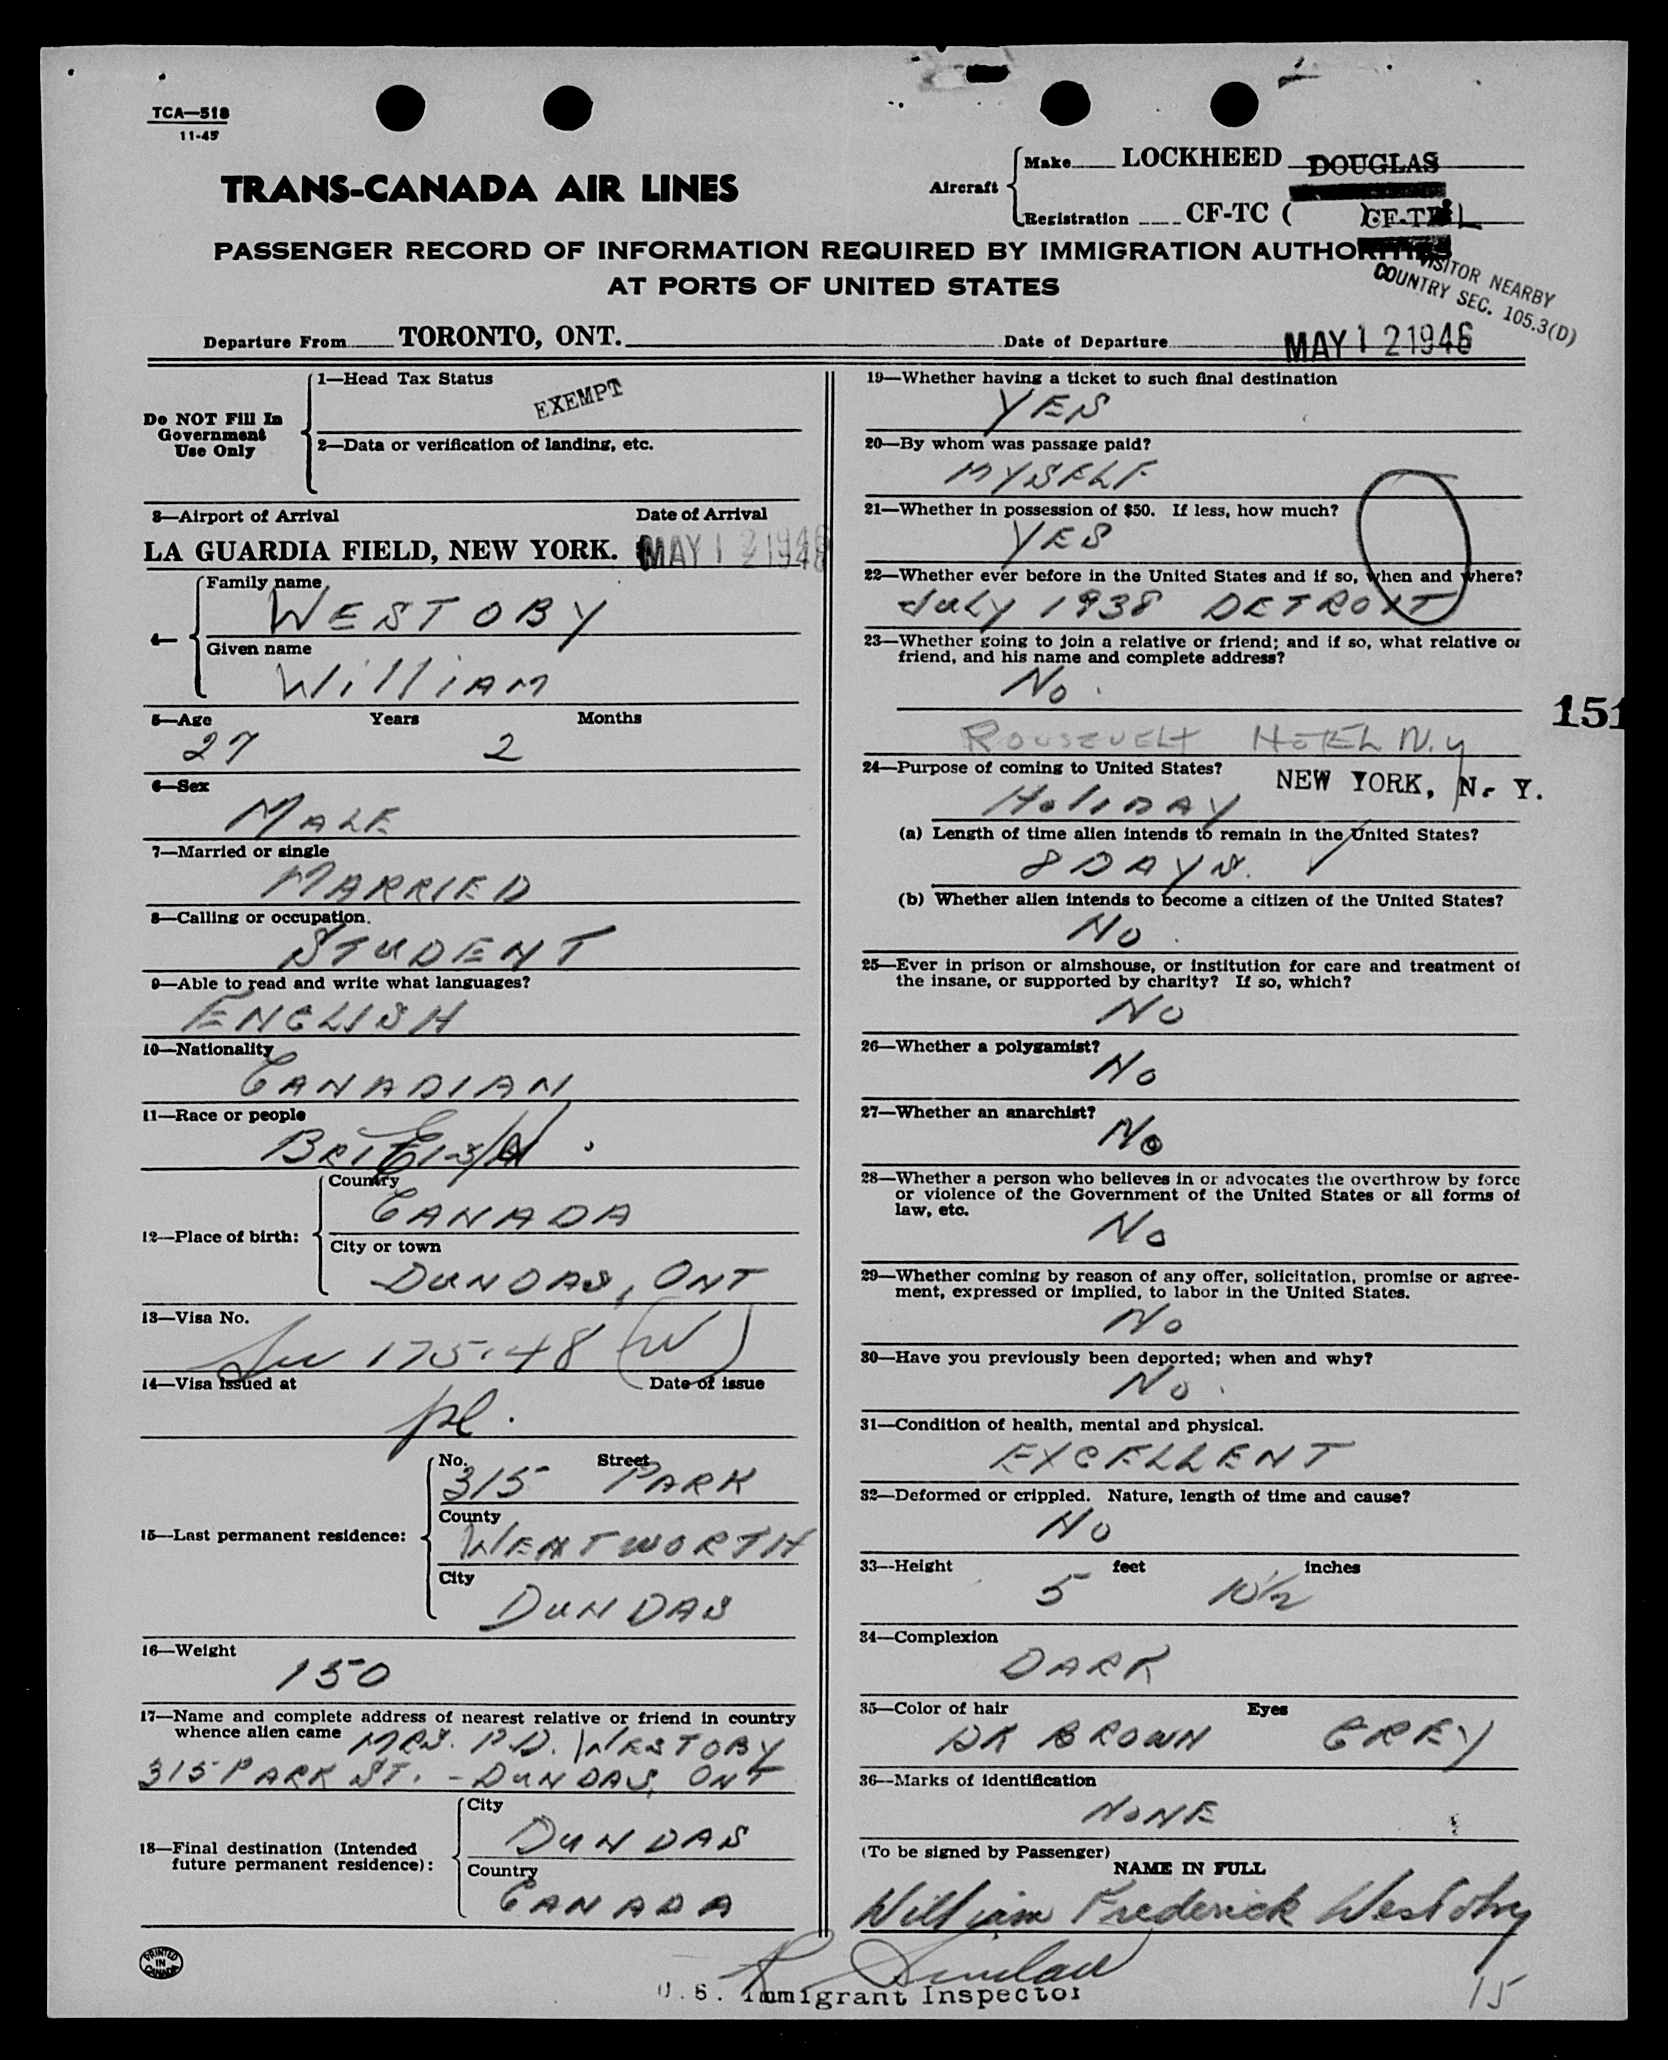 TCA—518
11-45
TRANS-CANADA AIR LINES
Aircraft
Make LOCKHEED DOUGLAS
Registration CF-TC ( )CF-T
PASSENGER RECORD OF INFORMATION REQUIRED BY IMMIGRATION AUTHORITIES
AT PORTS OF UNITED STATES
VISITOR NEARBY
COUNTRY SEC. 105.3(D)
Departure From TORONTO, ONT. Date of Departure MAY 12 1946
Do NOT Fill In
Government
Use Only
1—Head Tax Status
EXEMPT
2—Data or verification of landing, etc.
3—Airport of Arrival Date of Arrival
LA GUARDIA FIELD, NEW YORK. MAY 12 1946
4—
Family name
WESTOBY
Given name
William
5—Age Years Months
27 2
6—Sex
MALE
7—Married or single
MARRIED
8—Calling or occupation.
STUDENT
9—Able to read and write what languages?
ENGLISH
10—Nationality
CANADIAN
11—Race or people
BRITISH
12—Place of birth:
Country
CANADA
City or town
DUNDAS, ONT
13—Visa No.
175.48 (W)
14—Visa issued at Date of issue
pl.
15—Last permanent residence:
No. Street
315 PARK
County
WENTWORTH
City
DUNDAS
16—Weight
150
17—Name and complete address of nearest relative or friend in country
whence alien came MRS. P.D. WESTOBY
315 PARK ST. - DUNDAS, ONT
18—Final destination (Intended
future permanent residence):
City
DUNDAS
Country
CANADA
19—Whether having a ticket to such final destination
YES
20—By whom was passage paid?
MYSELF
21—Whether in possession of $50. If less, how much?
YES
22—Whether ever before in the United States and if so, when and where?
July 1938 DETROIT
23—Whether going to join a relative or friend; and if so, what relative or
friend, and his name and complete address?
No.
151
ROOSEVELT HOTEL N.Y
24—Purpose of coming to United States?
NEW YORK, N. Y.
HoliDAY
(a) Length of time alien intends to remain in the United States?
8 DAYS.
(b) Whether alien intends to become a citizen of the United States?
No.
25—Ever in prison or almshouse, or institution for care and treatment of
the insane, or supported by charity? If so, which?
No
26—Whether a polygamist?
No
27—Whether an anarchist?
No
28—Whether a person who believes in or advocates the overthrow by force
or violence of the Government of the United States or all forms of
law, etc.
No
29—Whether coming by reason of any offer, solicitation, promise or agree-
ment, expressed or implied, to labor in the United States.
No
30—Have you previously been deported; when and why?
No.
31—Condition of health, mental and physical.
EXCELLENT
32—Deformed or crippled. Nature, length of time and cause?
No
33—Height feet inches
5 10½
34—Complexion
DARK
35—Color of hair Eyes
DK BROWN GREY
36—Marks of identification
NONE
(To be signed by Passenger)
NAME IN FULL
William Frederick Westoby
PRINTED
IN
CANADA
Sinclair
U. S. Immigrant Inspector
15